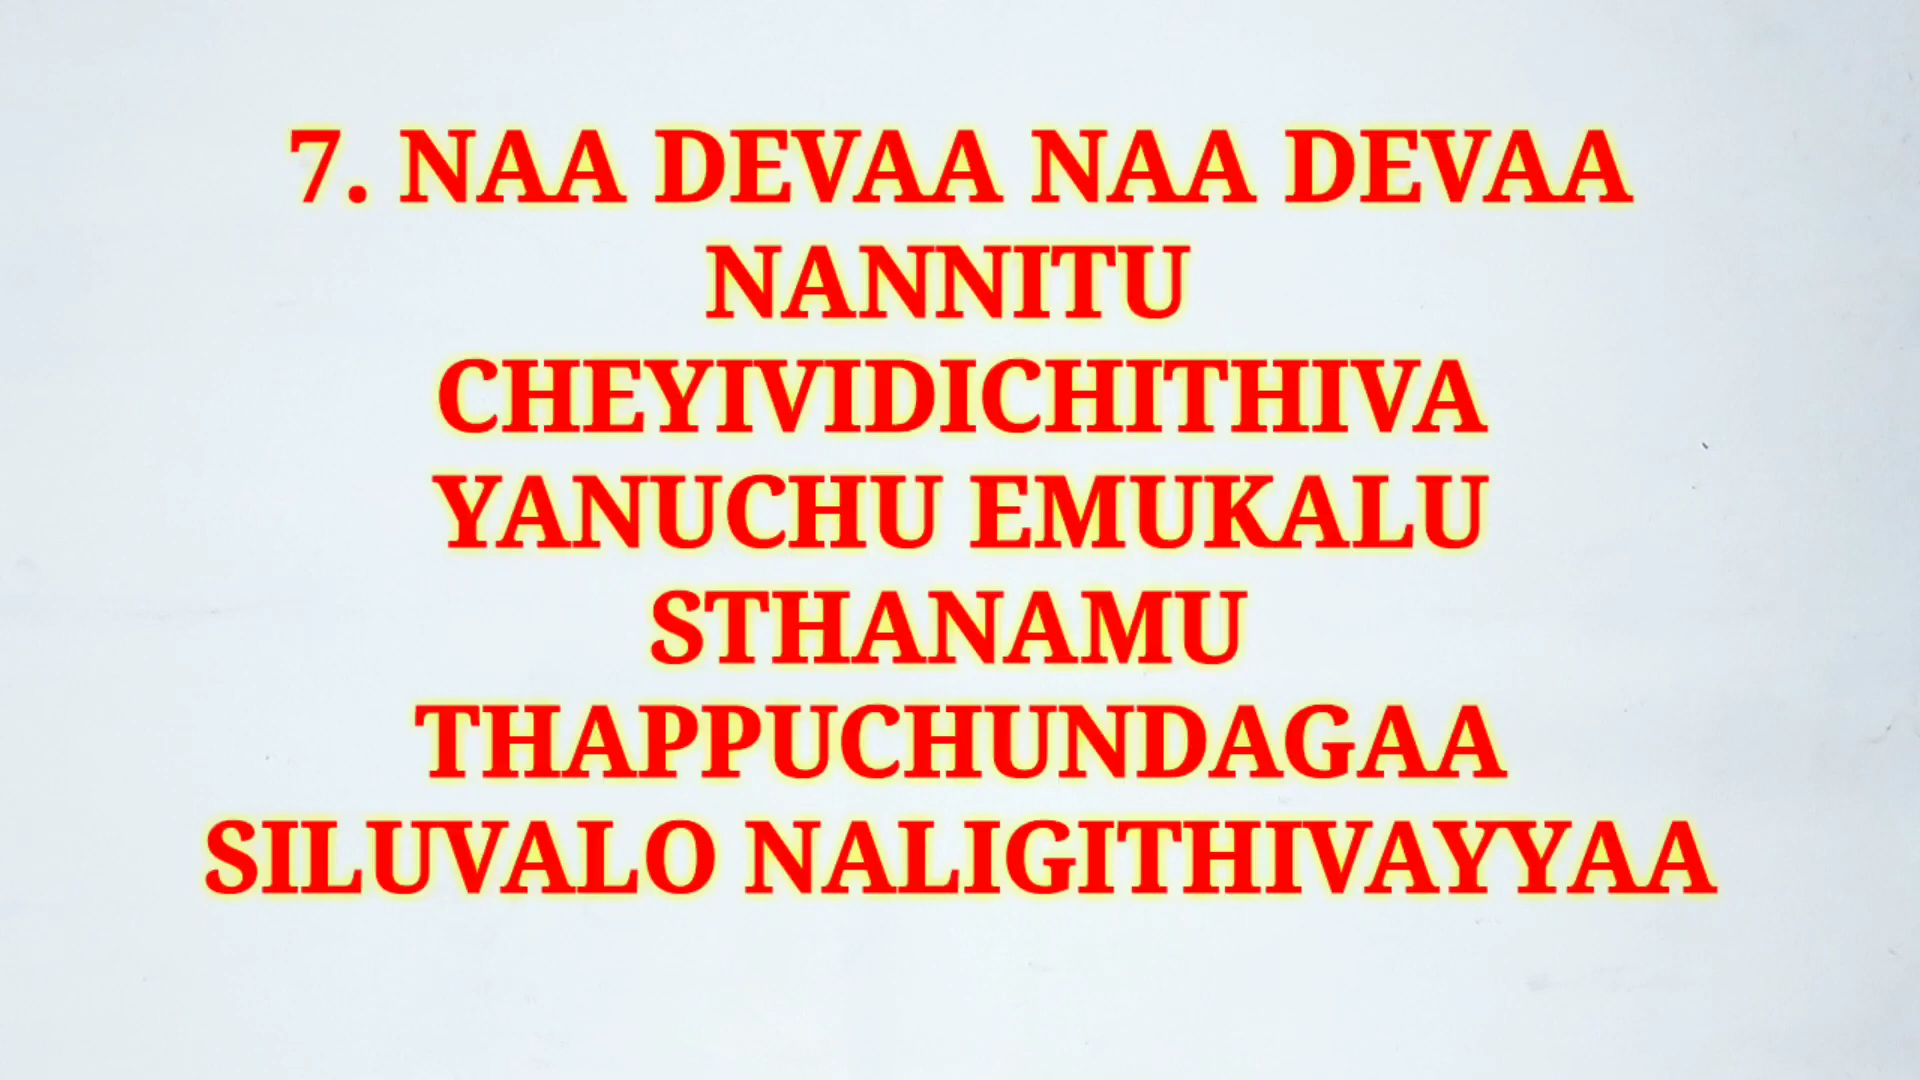 7. NAA DEVAA NAA DEVAA
NANNITU
CHEYIVIDICHITHIVA
YANUCHU EMUKALU
STHANAMU
THAPPUCHUNDAGAA
SILUVALO NALIGITHIVAYYAA